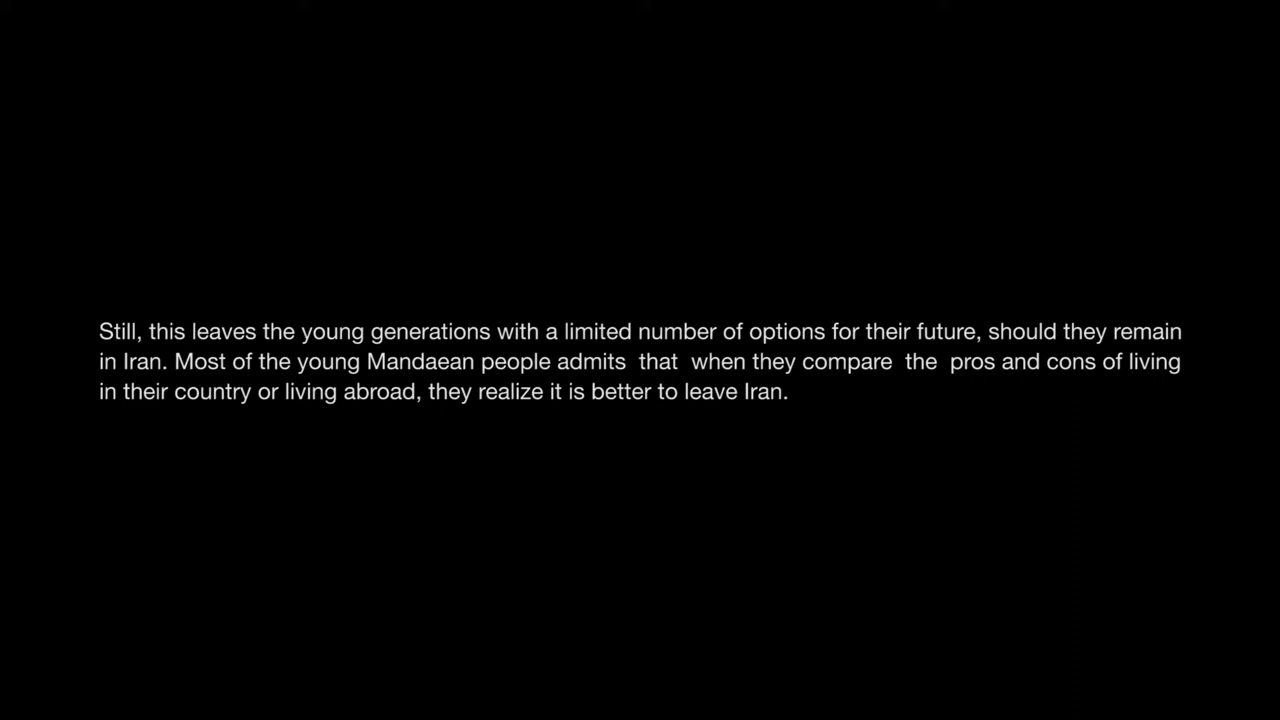 Still, this leaves the young generations with a limited number of options for their future, should they remain
in Iran. Most of the young Mandaean people admits  that  when they compare  the  pros and cons of living
in their country or living abroad, they realize it is better to leave Iran.